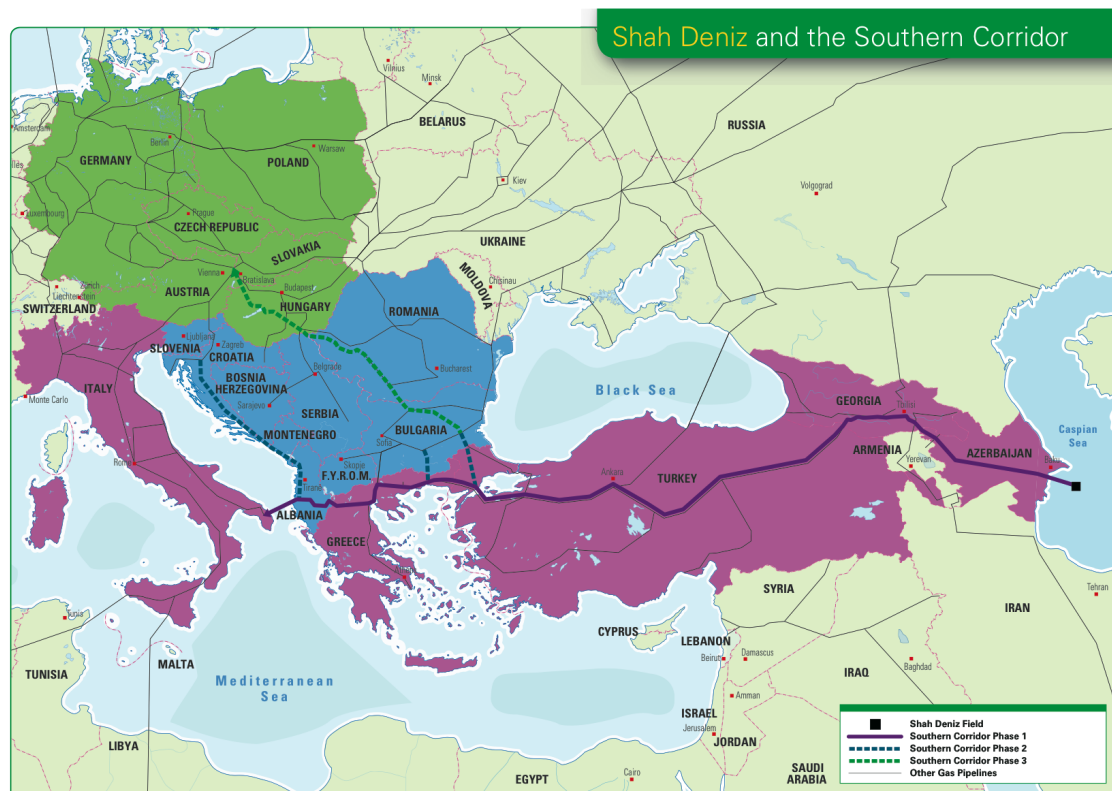 Shah Deniz and the Southern Corridor
Vilnius
Minsk
BELARUS
RUSSIA
Amsterdam
Berlin
GERMANY
POLAND
Warsaw
Kiev
Volgograd
Luxembourg
Prague
CZECH REPUBLIC
SLOVAKIA
UKRAINE
MOLDOVA
Chisinau
Vienna
Bratislava
Zürich
Liechtenstein
SWITZERLAND
AUSTRIA
Budapest
HUNGARY
ROMANIA
Ljubljana
SLOVENIA
Zagreb
CROATIA
Belgrade
Bucharest
BOSNIA
HERZEGOVINA
Sarajevo
ITALY
Monte Carlo
Black Sea
SERBIA
MONTENEGRO
Sofia
BULGARIA
GEORGIA
Tbilisi
Caspian
Sea
ARMENIA
Yerevan
AZERBAIJAN
Baku
Rome
Skopje
F.Y.R.O.M.
Tiranë
ALBANIA
Ankara
TURKEY
GREECE
Athens
SYRIA
Tehran
IRAN
Tunis
TUNISIA
MALTA
Mediterranean
Sea
CYPRUS
LEBANON
Beirut
Damascus
IRAQ
Baghdad
Amman
ISRAEL
Jerusalem
JORDAN
LIBYA
EGYPT
Cairo
SAUDI
ARABIA
Shah Deniz Field
Southern Corridor Phase 1
Southern Corridor Phase 2
Southern Corridor Phase 3
Other Gas Pipelines